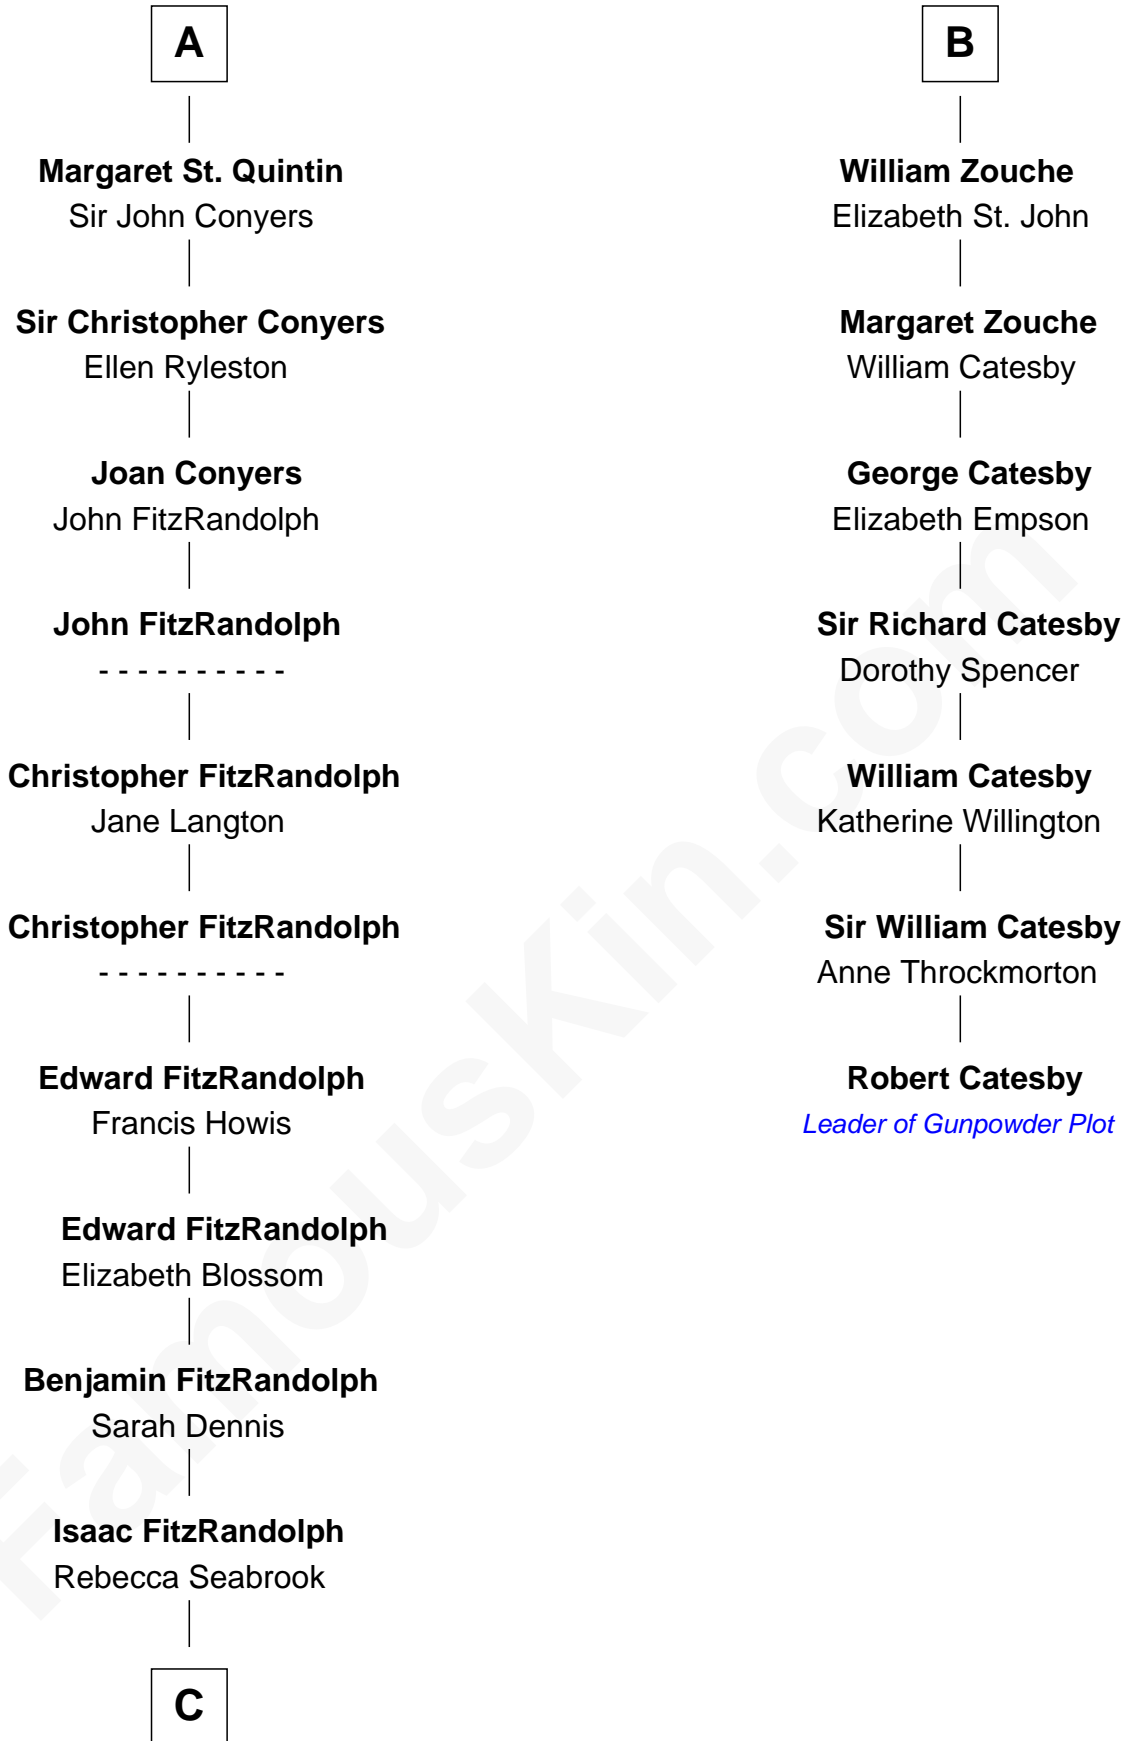 A
Margaret St. Quintin
Sir John Conyers
Sir Christopher Conyers
Ellen Ryleston
Joan Conyers
John FitzRandolph
John FitzRandolph
- - - - - - - - - -
Christopher FitzRandolph
Jane Langton
Christopher FitzRandolph
- - - - - - - - - -
Edward FitzRandolph
Francis Howis
Edward FitzRandolph
Elizabeth Blossom
Benjamin FitzRandolph
Sarah Dennis
Isaac FitzRandolph
Rebecca Seabrook
C
B
William Zouche
Elizabeth St. John
Margaret Zouche
William Catesby
George Catesby
Elizabeth Empson
Sir Richard Catesby
Dorothy Spencer
William Catesby
Katherine Willington
Sir William Catesby
Anne Throckmorton
Robert Catesby
Leader of Gunpowder Plot
FamousKin.com